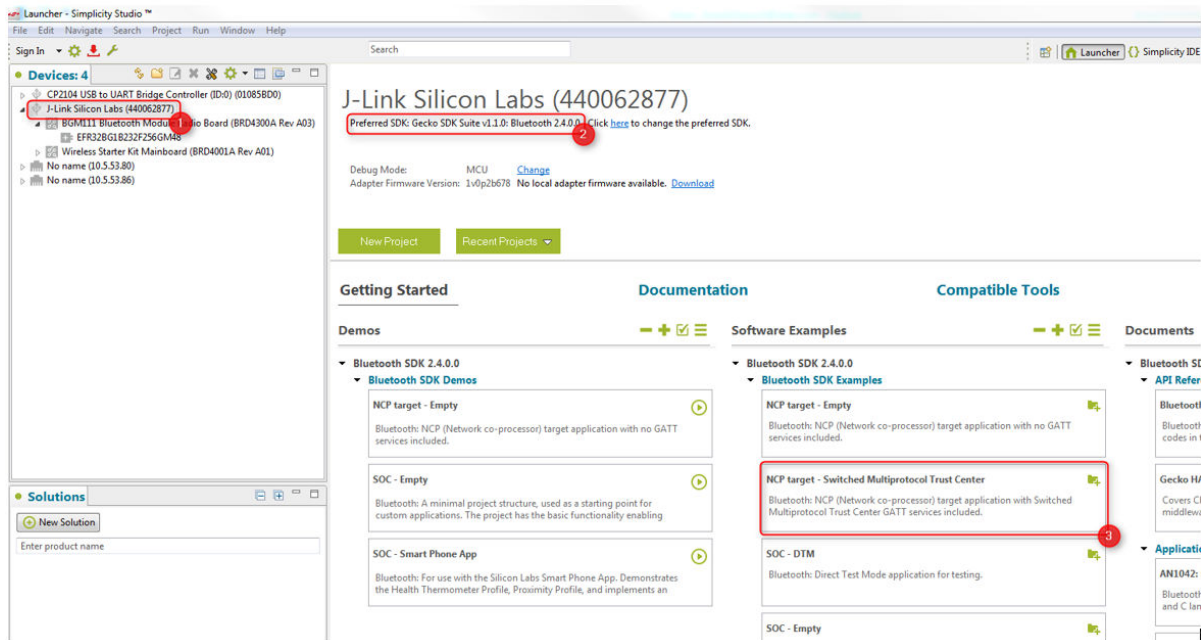 Launcher - Simplicity Studio ™
File Edit Navigate Search Project Run Window Help
Sign In
Search
Launcher
Simplicity IDE
Devices: 4
CP2104 USB to UART Bridge Controller (ID:0) (01085BD0)
J-Link Silicon Labs (440062877)
1
BGM111 Bluetooth Module Radio Board (BRD4300A Rev A03)
EFR32BG1B232F256GM48
Wireless Starter Kit Mainboard (BRD4001A Rev A01)
No name (10.5.53.80)
No name (10.5.53.86)
Solutions
New Solution
Enter product name
J-Link Silicon Labs (440062877)
Preferred SDK: Gecko SDK Suite v1.1.0: Bluetooth 2.4.0.0 Click here to change the preferred SDK.
2
Debug Mode: MCU Change
Adapter Firmware Version: 1v0p2b678 No local adapter firmware available. Download
New Project
Recent Projects
Getting Started
Documentation
Compatible Tools
Demos
Bluetooth SDK 2.4.0.0
Bluetooth SDK Demos
NCP target - Empty
Bluetooth: NCP (Network co-processor) target application with no GATT
services included.
SOC - Empty
Bluetooth: A minimal project structure, used as a starting point for
custom applications. The project has the basic functionality enabling
SOC - Smart Phone App
Bluetooth: For use with the Silicon Labs Smart Phone App. Demonstrates
the Health Thermometer Profile, Proximity Profile, and implements an
Software Examples
Bluetooth SDK 2.4.0.0
Bluetooth SDK Examples
NCP target - Empty
Bluetooth: NCP (Network co-processor) target application with no GATT
services included.
NCP target - Switched Multiprotocol Trust Center
Bluetooth: NCP (Network co-processor) target application with Switched
Multiprotocol Trust Center GATT services included.
3
SOC - DTM
Bluetooth: Direct Test Mode application for testing.
SOC - Empty
Documents
Bluetooth
API
Gecko
Covers
AN1042:
and C